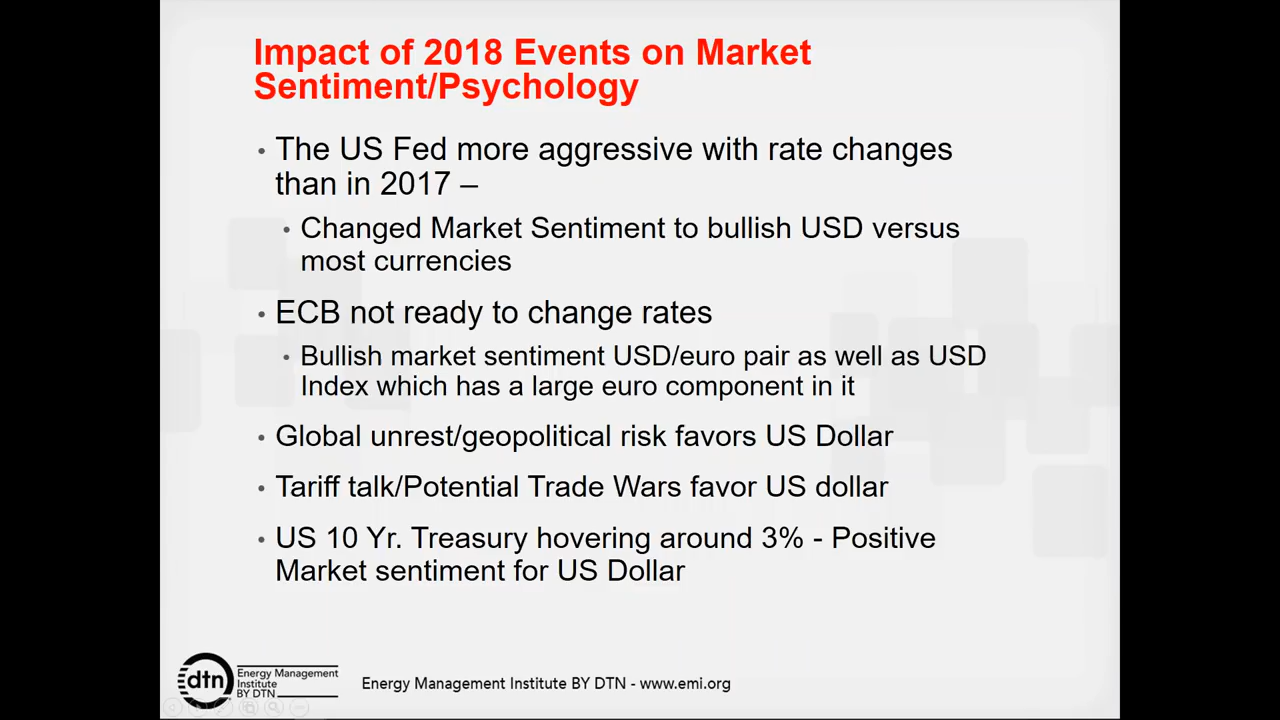 Impact of 2018 Events on Market
Sentiment/Psychology
• The US Fed more aggressive with rate changes
than in 2017 –
• Changed Market Sentiment to bullish USD versus
most currencies
• ECB not ready to change rates
• Bullish market sentiment USD/euro pair as well as USD
Index which has a large euro component in it
• Global unrest/geopolitical risk favors US Dollar
• Tariff talk/Potential Trade Wars favor US dollar
• US 10 Yr. Treasury hovering around 3% - Positive
Market sentiment for US Dollar
dtn
Energy Management
Institute
BY DTN
Energy Management Institute BY DTN - www.emi.org